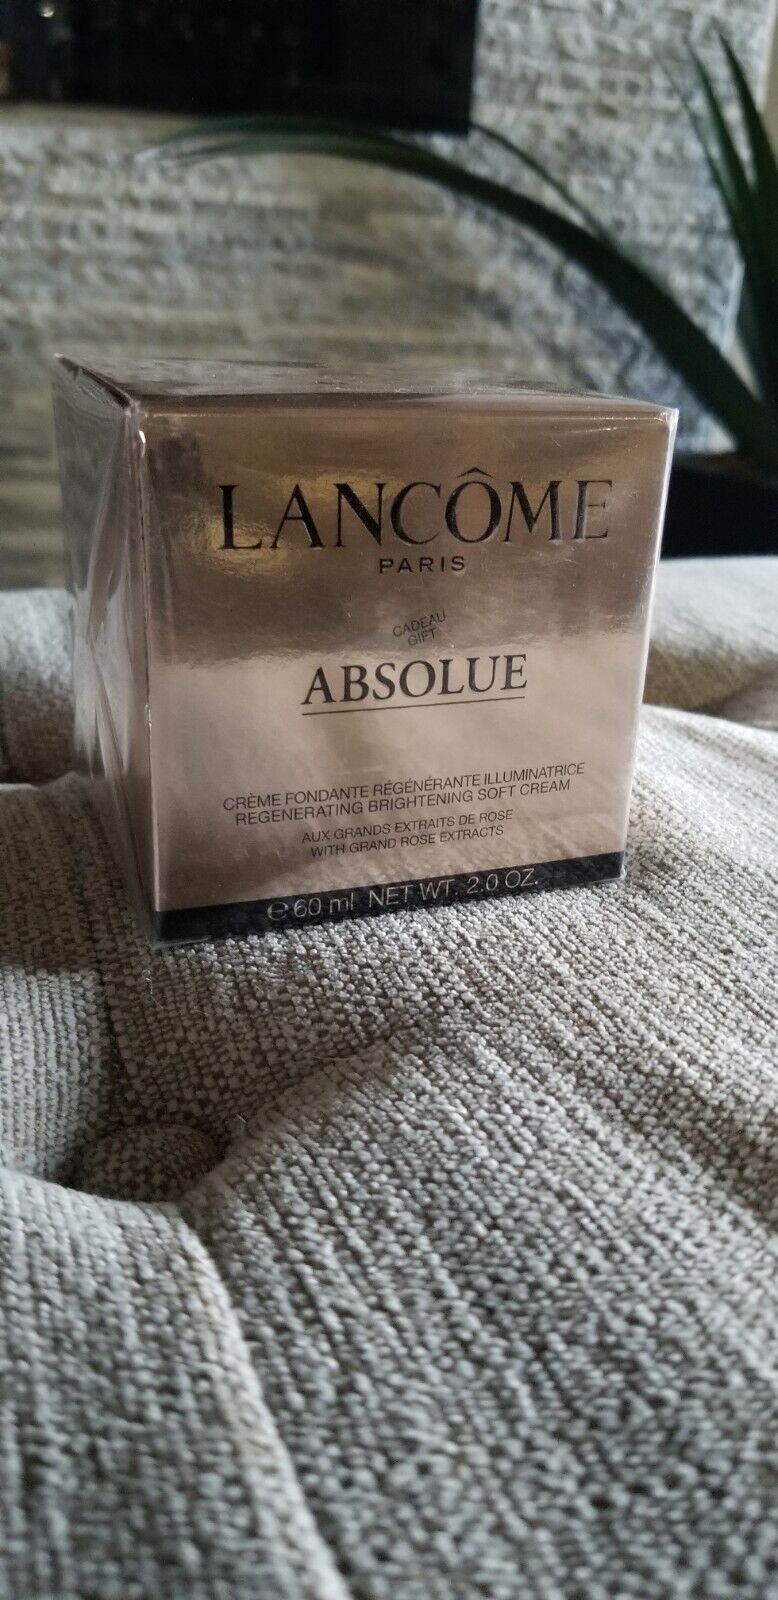 LANCÔME
PARIS
CADEAU
GIFT
ABSOLUE
CRÈME FONDANTE RÉGÉNÉRANTE ILLUMINATRICE
REGENERATING BRIGHTENING SOFT CREAM
AUX GRANDS EXTRAITS DE ROSE
WITH GRAND ROSE EXTRACTS
℮ 60 ml NET WT. 2.0 OZ.